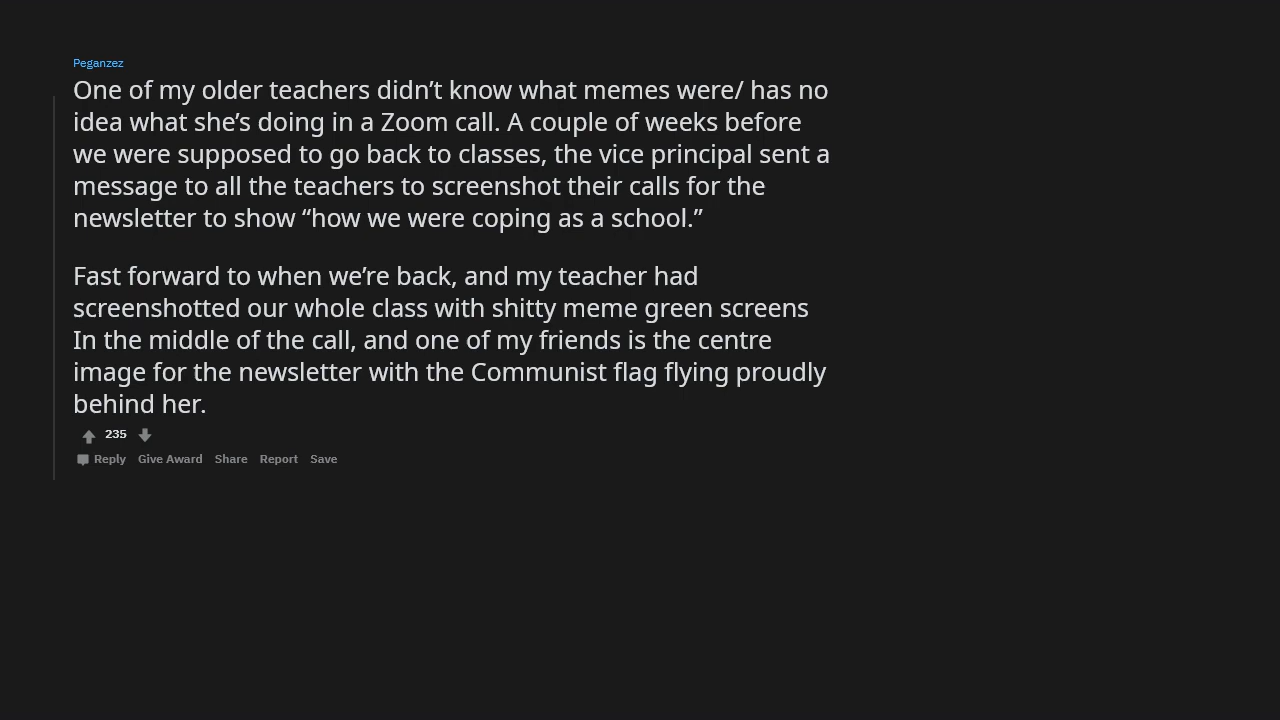 Peganzez
One of my older teachers didn’t know what memes were/ has no
idea what she’s doing in a Zoom call. A couple of weeks before
we were supposed to go back to classes, the vice principal sent a
message to all the teachers to screenshot their calls for the
newsletter to show “how we were coping as a school.”
Fast forward to when we’re back, and my teacher had
screenshotted our whole class with shitty meme green screens
In the middle of the call, and one of my friends is the centre
image for the newsletter with the Communist flag flying proudly
behind her.
235
Reply Give Award Share Report Save